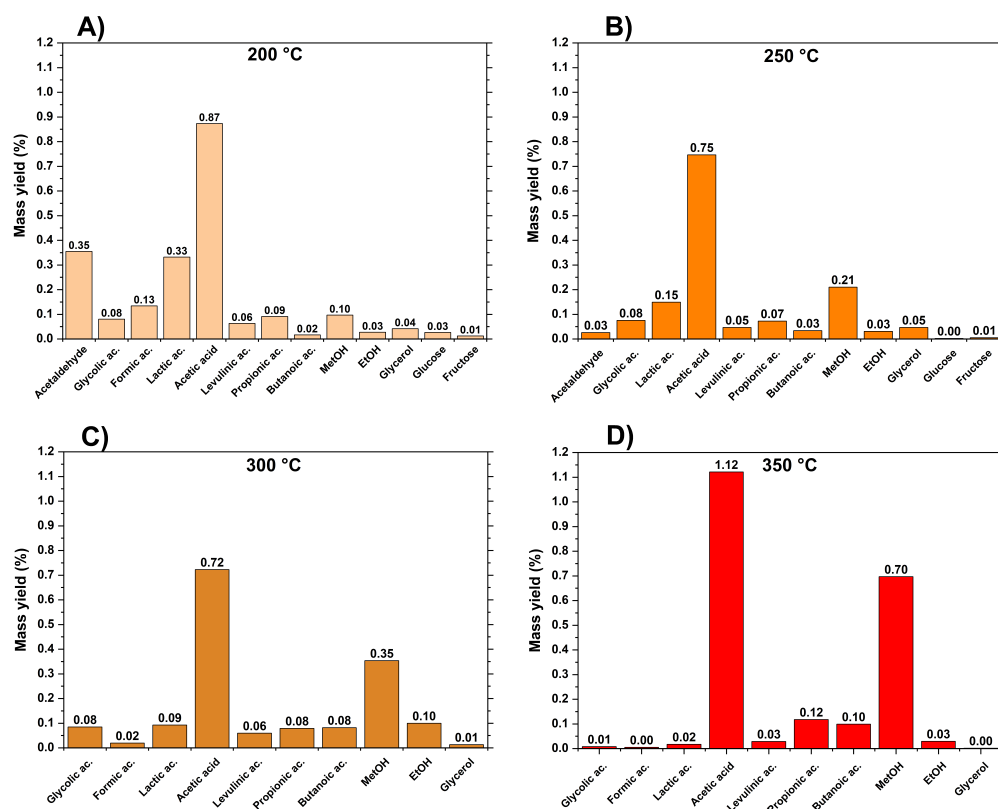 A)
200 °C
Mass yield (%)
1.2
1.1
1.0
0.9
0.8
0.7
0.6
0.5
0.4
0.3
0.2
0.1
0.0
0.35
0.08
0.13
0.33
0.87
0.06
0.09
0.02
0.10
0.03
0.04
0.03
0.01
Acetaldehyde
Glycolic ac.
Formic ac.
Lactic ac.
Acetic acid
Levulinic ac.
Propionic ac.
Butanoic ac.
MetOH
EtOH
Glycerol
Glucose
Fructose
B)
250 °C
Mass yield (%)
1.2
1.1
1.0
0.9
0.8
0.7
0.6
0.5
0.4
0.3
0.2
0.1
0.0
0.03
0.08
0.15
0.75
0.05
0.07
0.03
0.21
0.03
0.05
0.00
0.01
Acetaldehyde
Glycolic ac.
Lactic ac.
Acetic acid
Levulinic ac.
Propionic ac.
Butanoic ac.
MetOH
EtOH
Glycerol
Glucose
Fructose
C)
300 °C
Mass yield (%)
1.2
1.1
1.0
0.9
0.8
0.7
0.6
0.5
0.4
0.3
0.2
0.1
0.0
0.08
0.02
0.09
0.72
0.06
0.08
0.08
0.35
0.10
0.01
Glycolic ac.
Formic ac.
Lactic ac.
Acetic acid
Levulinic ac.
Propionic ac.
Butanoic ac.
MetOH
EtOH
Glycerol
D)
350 °C
Mass yield (%)
1.2
1.1
1.0
0.9
0.8
0.7
0.6
0.5
0.4
0.3
0.2
0.1
0.0
0.01
0.00
0.02
1.12
0.03
0.12
0.10
0.70
0.03
0.00
Glycolic ac.
Formic ac.
Lactic ac.
Acetic acid
Levulinic ac.
Propionic ac.
Butanoic ac.
MetOH
EtOH
Glycerol